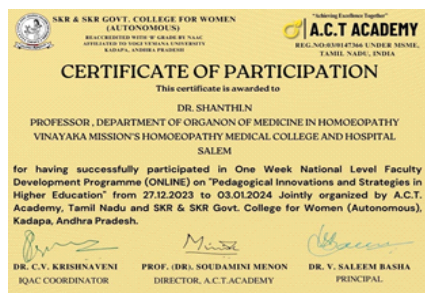 SKR & SKR GOVT. COLLEGE FOR WOMEN
(AUTONOMOUS)
REACCREDITED WITH 'B' GRADE BY NAAC
AFFILIATED TO YOGI VEMANA UNIVERSITY
KADAPA, ANDHRA PRADESH
"Achieving Excellence Together"
A.C.T ACADEMY
REG.NO:03/0147366 UNDER MSME,
TAMIL NADU, INDIA
CERTIFICATE OF PARTICIPATION
This certificate is awarded to
DR. SHANTHI.N
PROFESSOR , DEPARTMENT OF ORGANON OF MEDICINE IN HOMOEOPATHY
VINAYAKA MISSION'S HOMOEOPATHY MEDICAL COLLEGE AND HOSPITAL
SALEM
for having successfully participated in One Week National Level Faculty
Development Programme (ONLINE) on "Pedagogical Innovations and Strategies in
Higher Education" from 27.12.2023 to 03.01.2024 Jointly organized by A.C.T.
Academy, Tamil Nadu and SKR & SKR Govt. College for Women (Autonomous),
Kadapa, Andhra Pradesh.
DR. C.V. KRISHNAVENI
IQAC COORDINATOR
PROF. (DR). SOUDAMINI MENON
DIRECTOR, A.C.T.ACADEMY
DR. V. SALEEM BASHA
PRINCIPAL